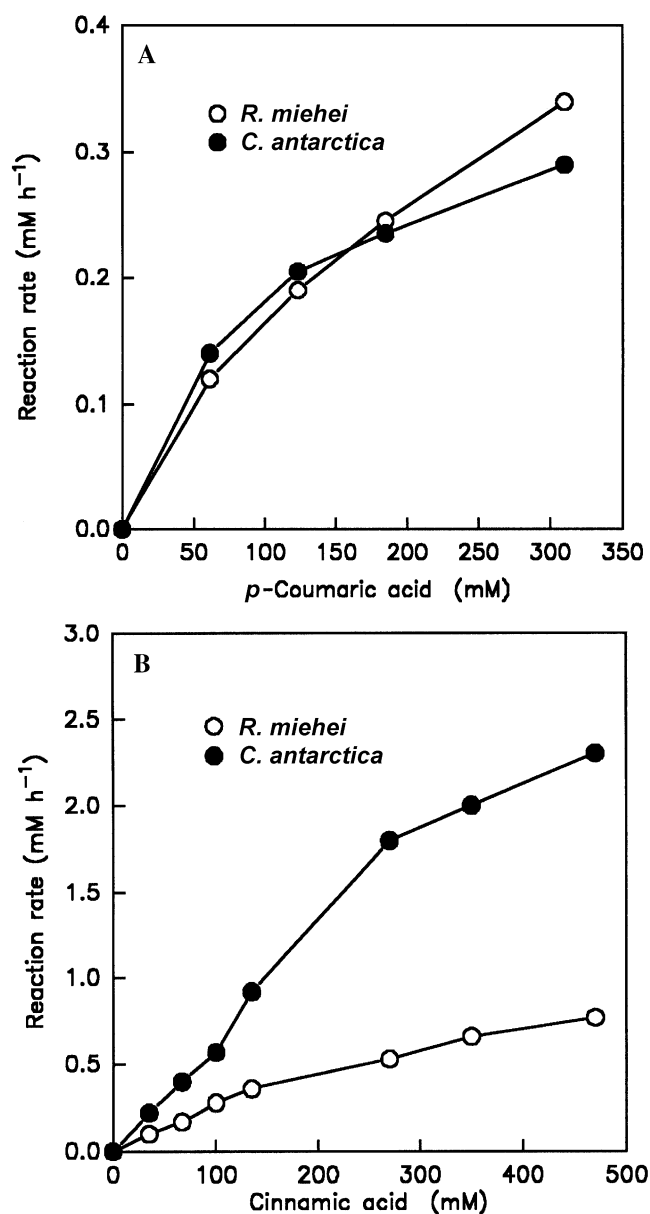 0.4
A
R. miehei
C. antarctica
0.3
0.2
0.1
0.0
Reaction rate (mM h⁻¹)
0 50 100 150 200 250 300 350
p-Coumaric acid (mM)
3.0
B
R. miehei
C. antarctica
2.5
2.0
1.5
1.0
0.5
0.0
Reaction rate (mM h⁻¹)
0 100 200 300 400 500
Cinnamic acid (mM)